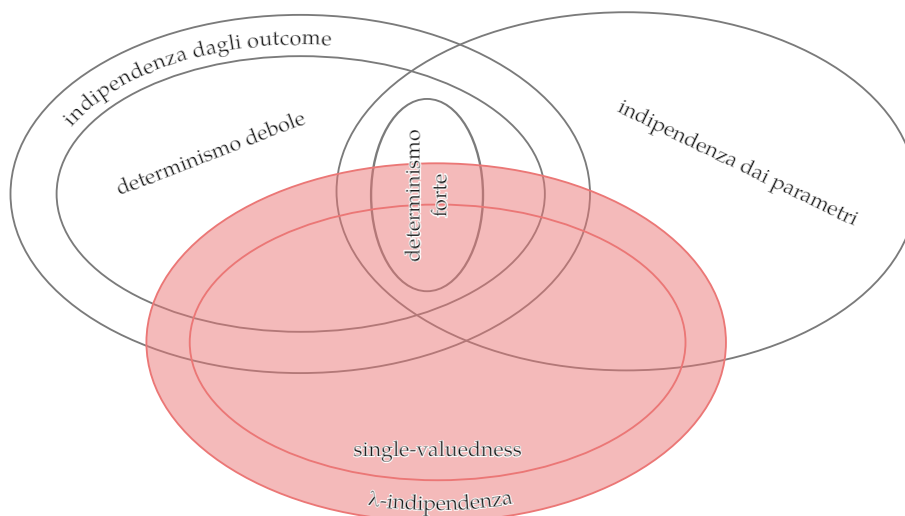 indipendenza dagli outcome
determinismo debole
determinismo
forte
indipendenza dai parametri
single-valuedness
λ-indipendenza